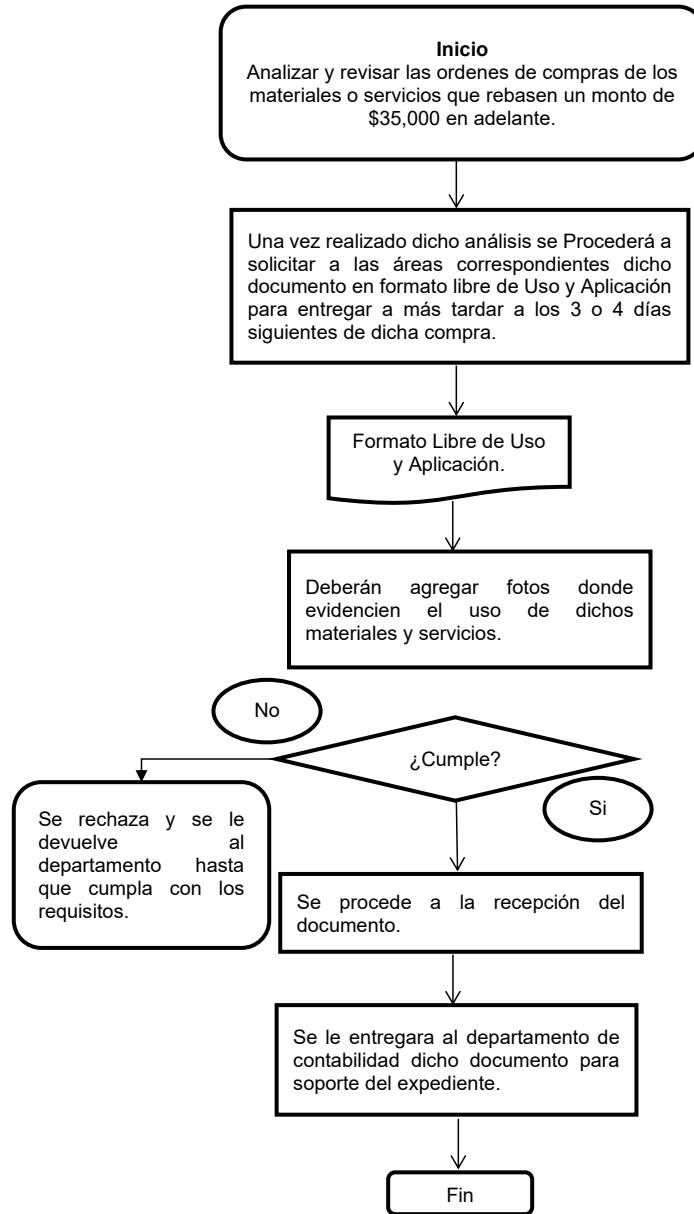 Inicio
Analizar y revisar las ordenes de compras de los
materiales o servicios que rebasen un monto de
$35,000 en adelante.
Una vez realizado dicho análisis se Procederá a
solicitar a las áreas correspondientes dicho
documento en formato libre de Uso y Aplicación
para entregar a más tardar a los 3 o 4 días
siguientes de dicha compra.
Formato Libre de Uso
y Aplicación.
Deberán agregar fotos donde
evidencien el uso de dichos
materiales y servicios.
No
¿Cumple?
Si
Se rechaza y se le
devuelve al
departamento hasta
que cumpla con los
requisitos.
Se procede a la recepción del
documento.
Se le entregara al departamento de
contabilidad dicho documento para
soporte del expediente.
Fin